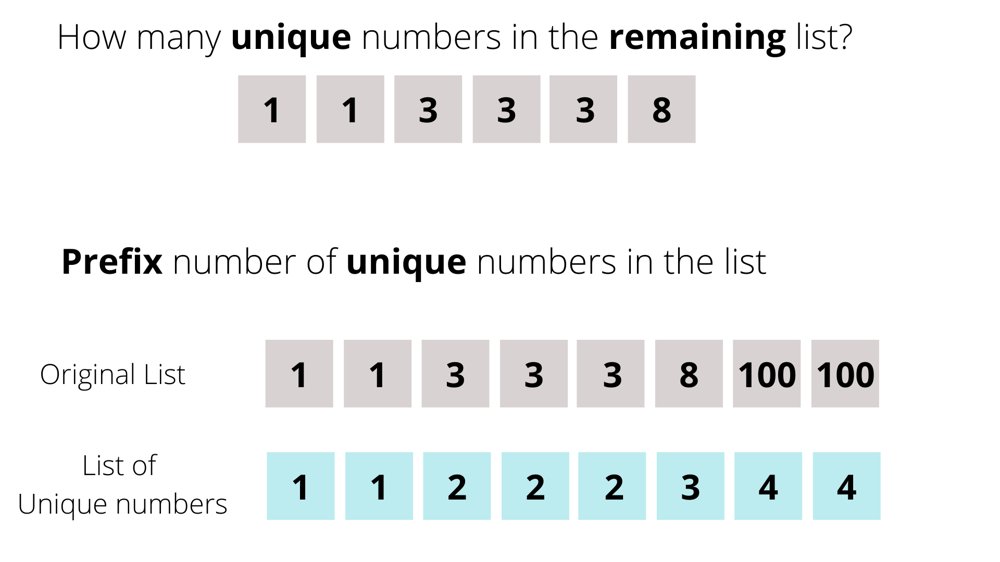 How many unique numbers in the remaining list?
1 1 3 3 3 8
Prefix number of unique numbers in the list
Original List 1 1 3 3 3 8 100 100
List of
Unique numbers 1 1 2 2 2 3 4 4